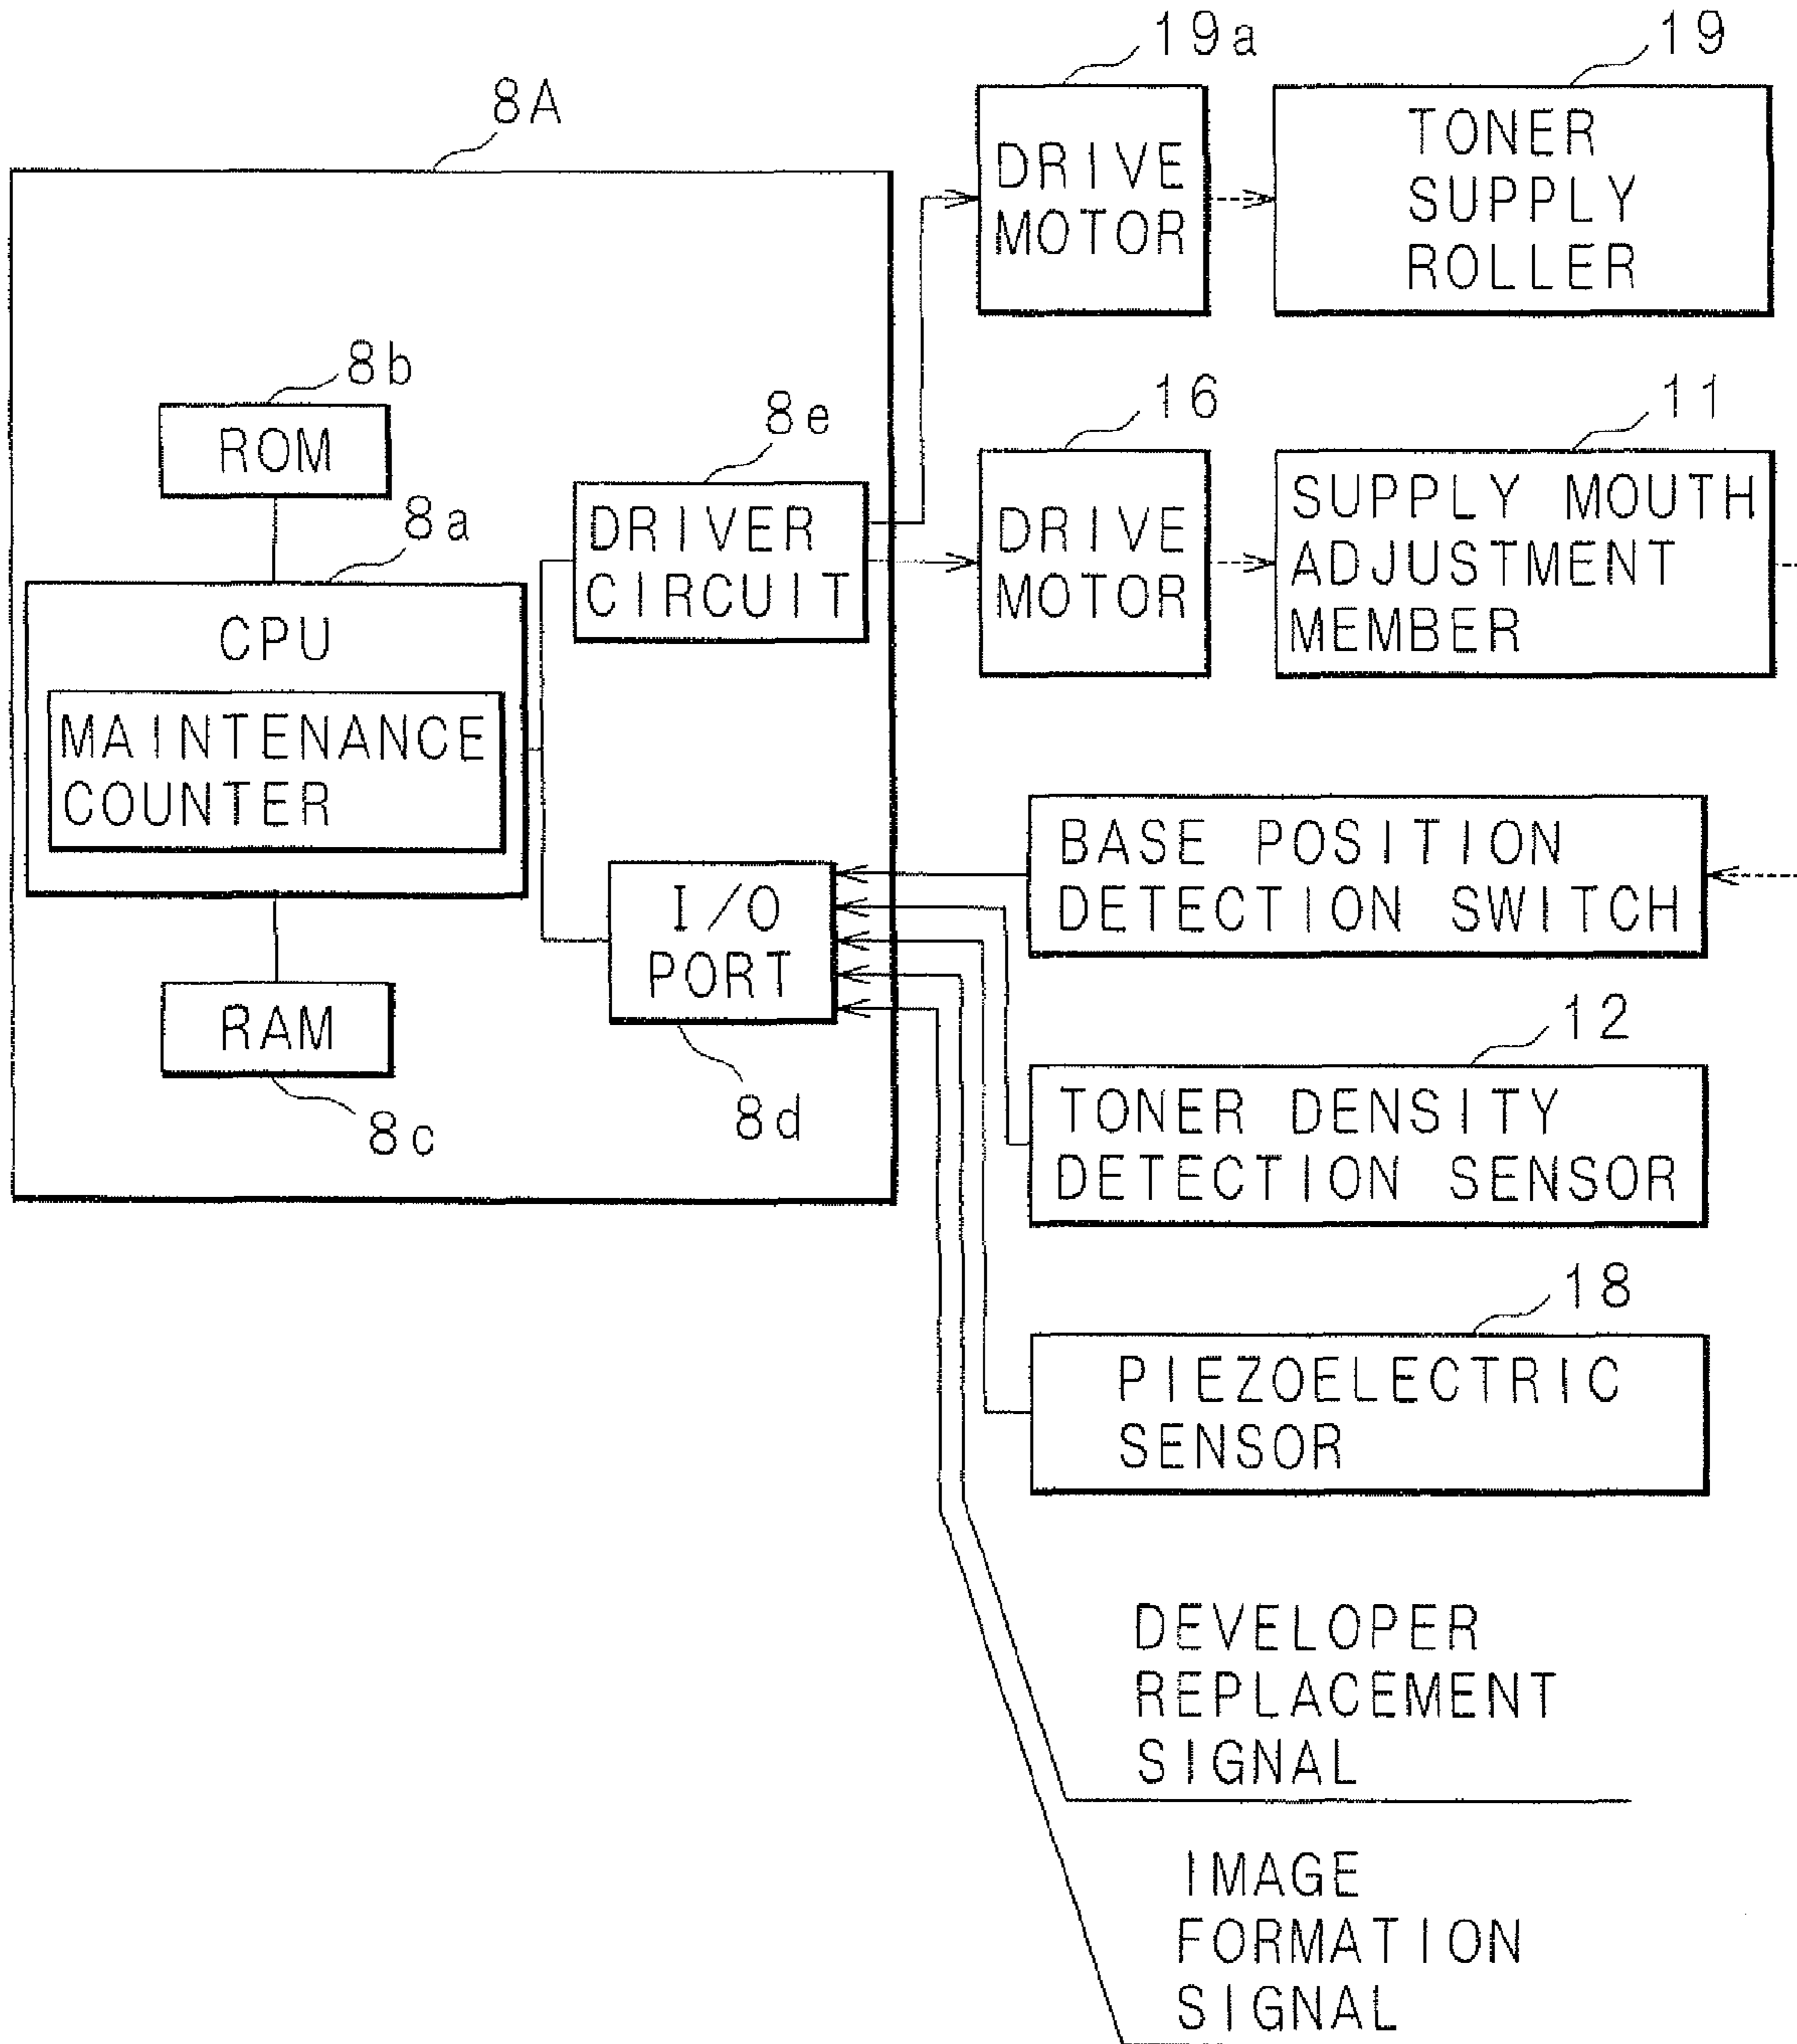 19a
19
8A
DRIVE
MOTOR
TONER
SUPPLY
ROLLER
8b
ROM
8e
16
11
DRIVER
CIRCUIT
DRIVE
MOTOR
SUPPLY MOUTH
ADJUSTMENT
MEMBER
8a
CPU
MAINTENANCE
COUNTER
BASE POSITION
DETECTION SWITCH
I/O
PORT
RAM
8c
8d
12
TONER DENSITY
DETECTION SENSOR
18
PIEZOELECTRIC
SENSOR
DEVELOPER
REPLACEMENT
SIGNAL
IMAGE
FORMATION
SIGNAL